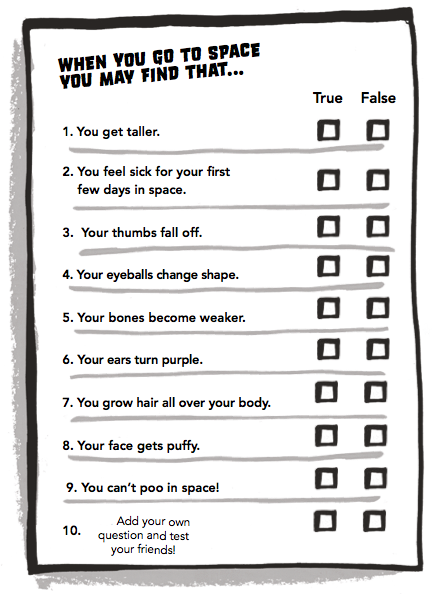 WHEN YOU GO TO SPACE
YOU MAY FIND THAT...
True False
1. You get taller.
2. You feel sick for your first
few days in space.
3. Your thumbs fall off.
4. Your eyeballs change shape.
5. Your bones become weaker.
6. Your ears turn purple.
7. You grow hair all over your body.
8. Your face gets puffy.
9. You can't poo in space!
10. Add your own
question and test
your friends!